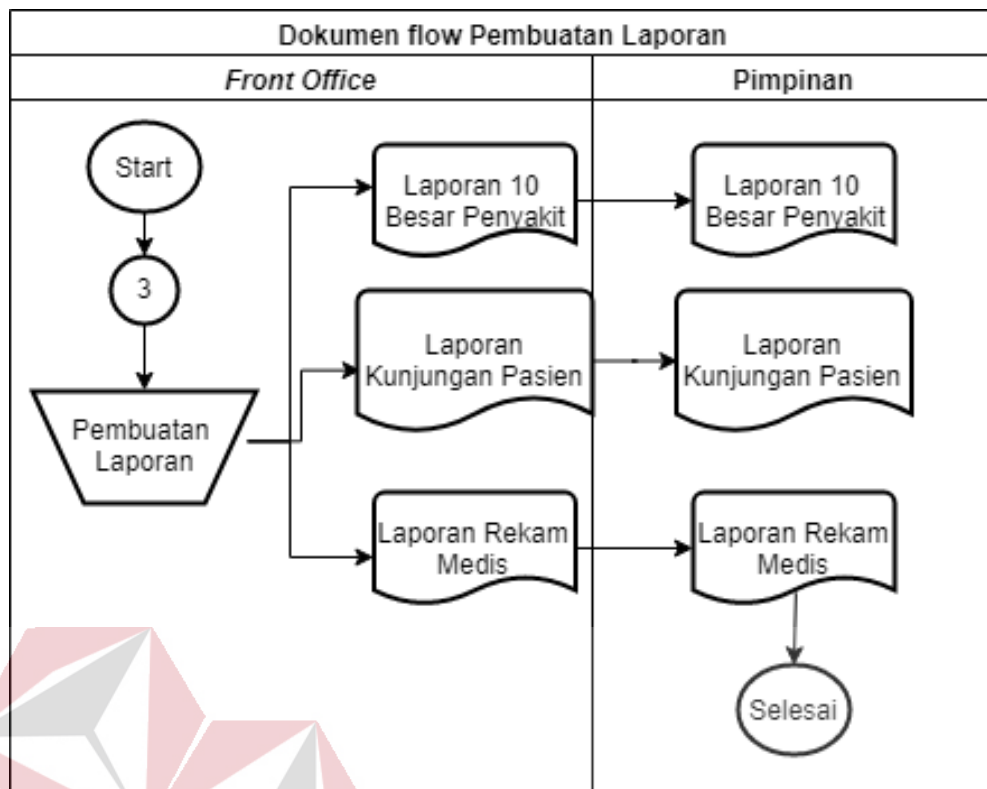 Dokumen flow Pembuatan Laporan
Front Office
Pimpinan
Start
3
Pembuatan
Laporan
Laporan 10
Besar Penyakit
Laporan 10
Besar Penyakit
Laporan
Kunjungan Pasien
Laporan
Kunjungan Pasien
Laporan Rekam
Medis
Laporan Rekam
Medis
Selesai